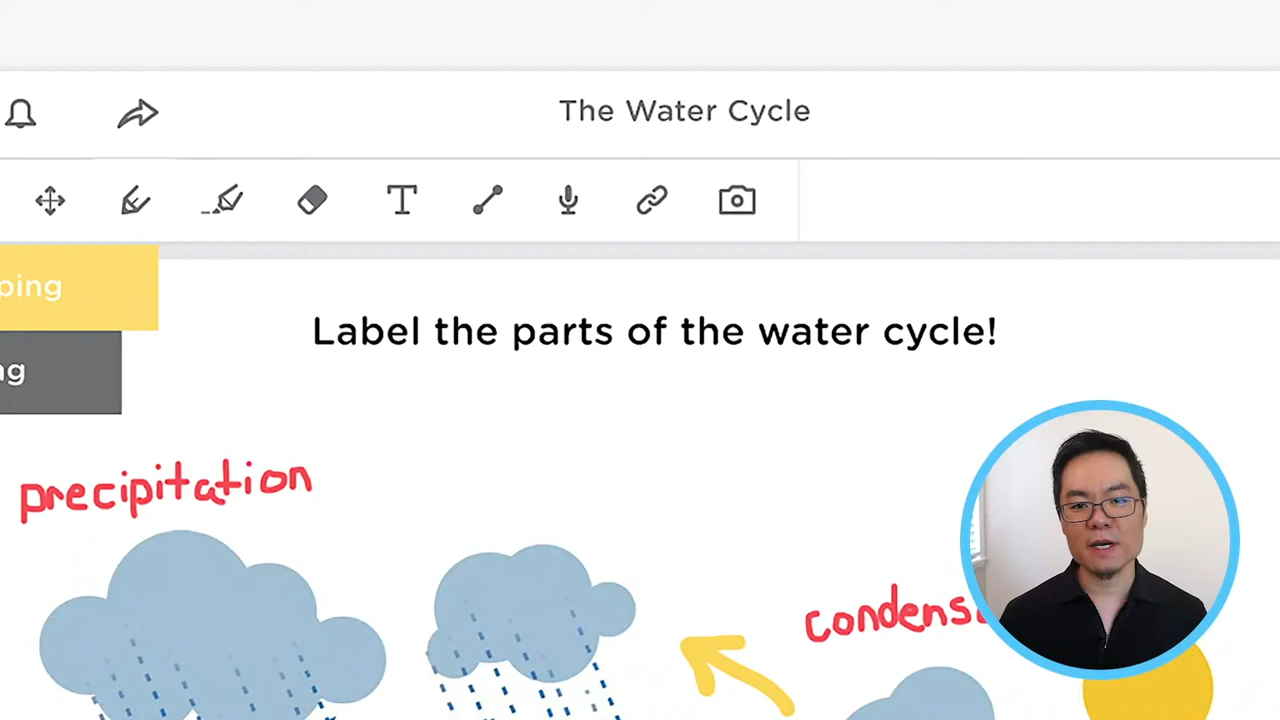 The Water Cycle
ping
ng
Label the parts of the water cycle!
precipitation
condens